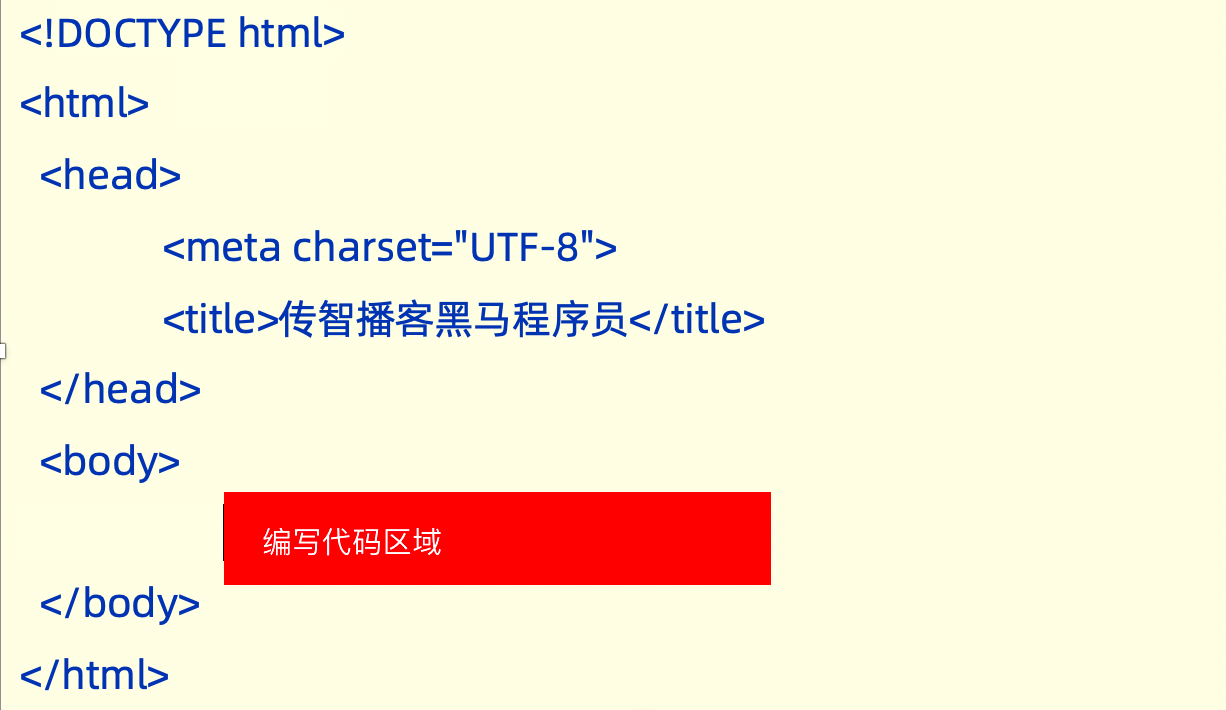 <!DOCTYPE html>
<html>
<head>
<meta charset="UTF-8">
<title>传智播客黑马程序员</title>
</head>
<body>
编写代码区域
</body>
</html>